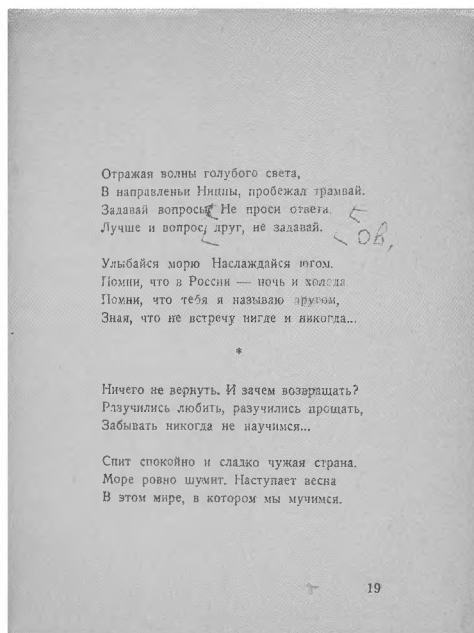 Отражая волны голубого света,
В направленьи Ниццы, пробежал трамвай.
Задавай вопросы. Не проси ответа.
Лучше и вопрос, друг, не задавай.
ов,
Улыбайся морю Наслаждайся югом.
Помни, что в России — ночь и холода
Помни, что тебя я называю другом,
Зная, что не встречу нигде и никогда...
*
Ничего не вернуть. И зачем возвращать?
Разучились любить, разучились прощать,
Забывать никогда не научимся...
Спит спокойно и сладко чужая страна.
Море ровно шумит. Наступает весна
В этом мире, в котором мы мучимся.
19